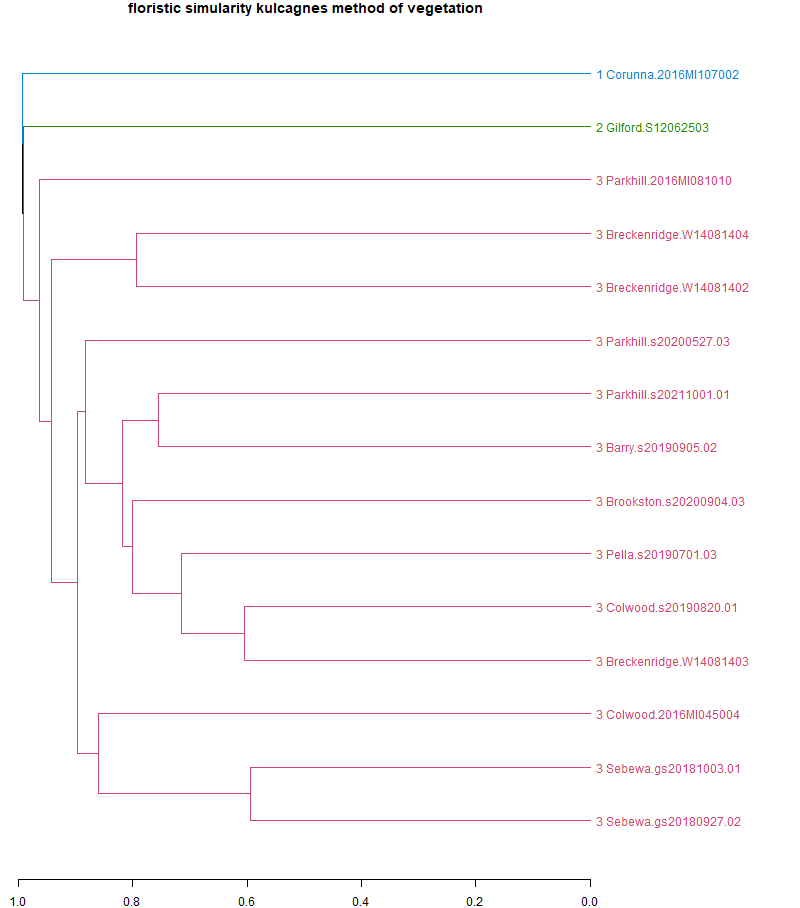 floristic simularity kulcagnes method of vegetation
1 Corunna.2016MI107002
2 Gilford.S12062503
3 Parkhill.2016MI081010
3 Breckenridge.W14081404
3 Breckenridge.W14081402
3 Parkhill.s20200527.03
3 Parkhill.s20211001.01
3 Barry.s20190905.02
3 Brookston.s20200904.03
3 Pella.s20190701.03
3 Colwood.s20190820.01
3 Breckenridge.W14081403
3 Colwood.2016MI045004
3 Sebewa.gs20181003.01
3 Sebewa.gs20180927.02
1.0 0.8 0.6 0.4 0.2 0.0